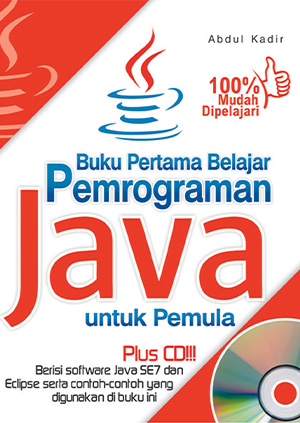 Abdul Kadir
100%
Mudah
Dipelajari
Buku Pertama Belajar
Pemrograman
Java
untuk Pemula
Plus CD!!!
Berisi software Java SE7 dan
Eclipse serta contoh-contoh yang
digunakan di buku ini